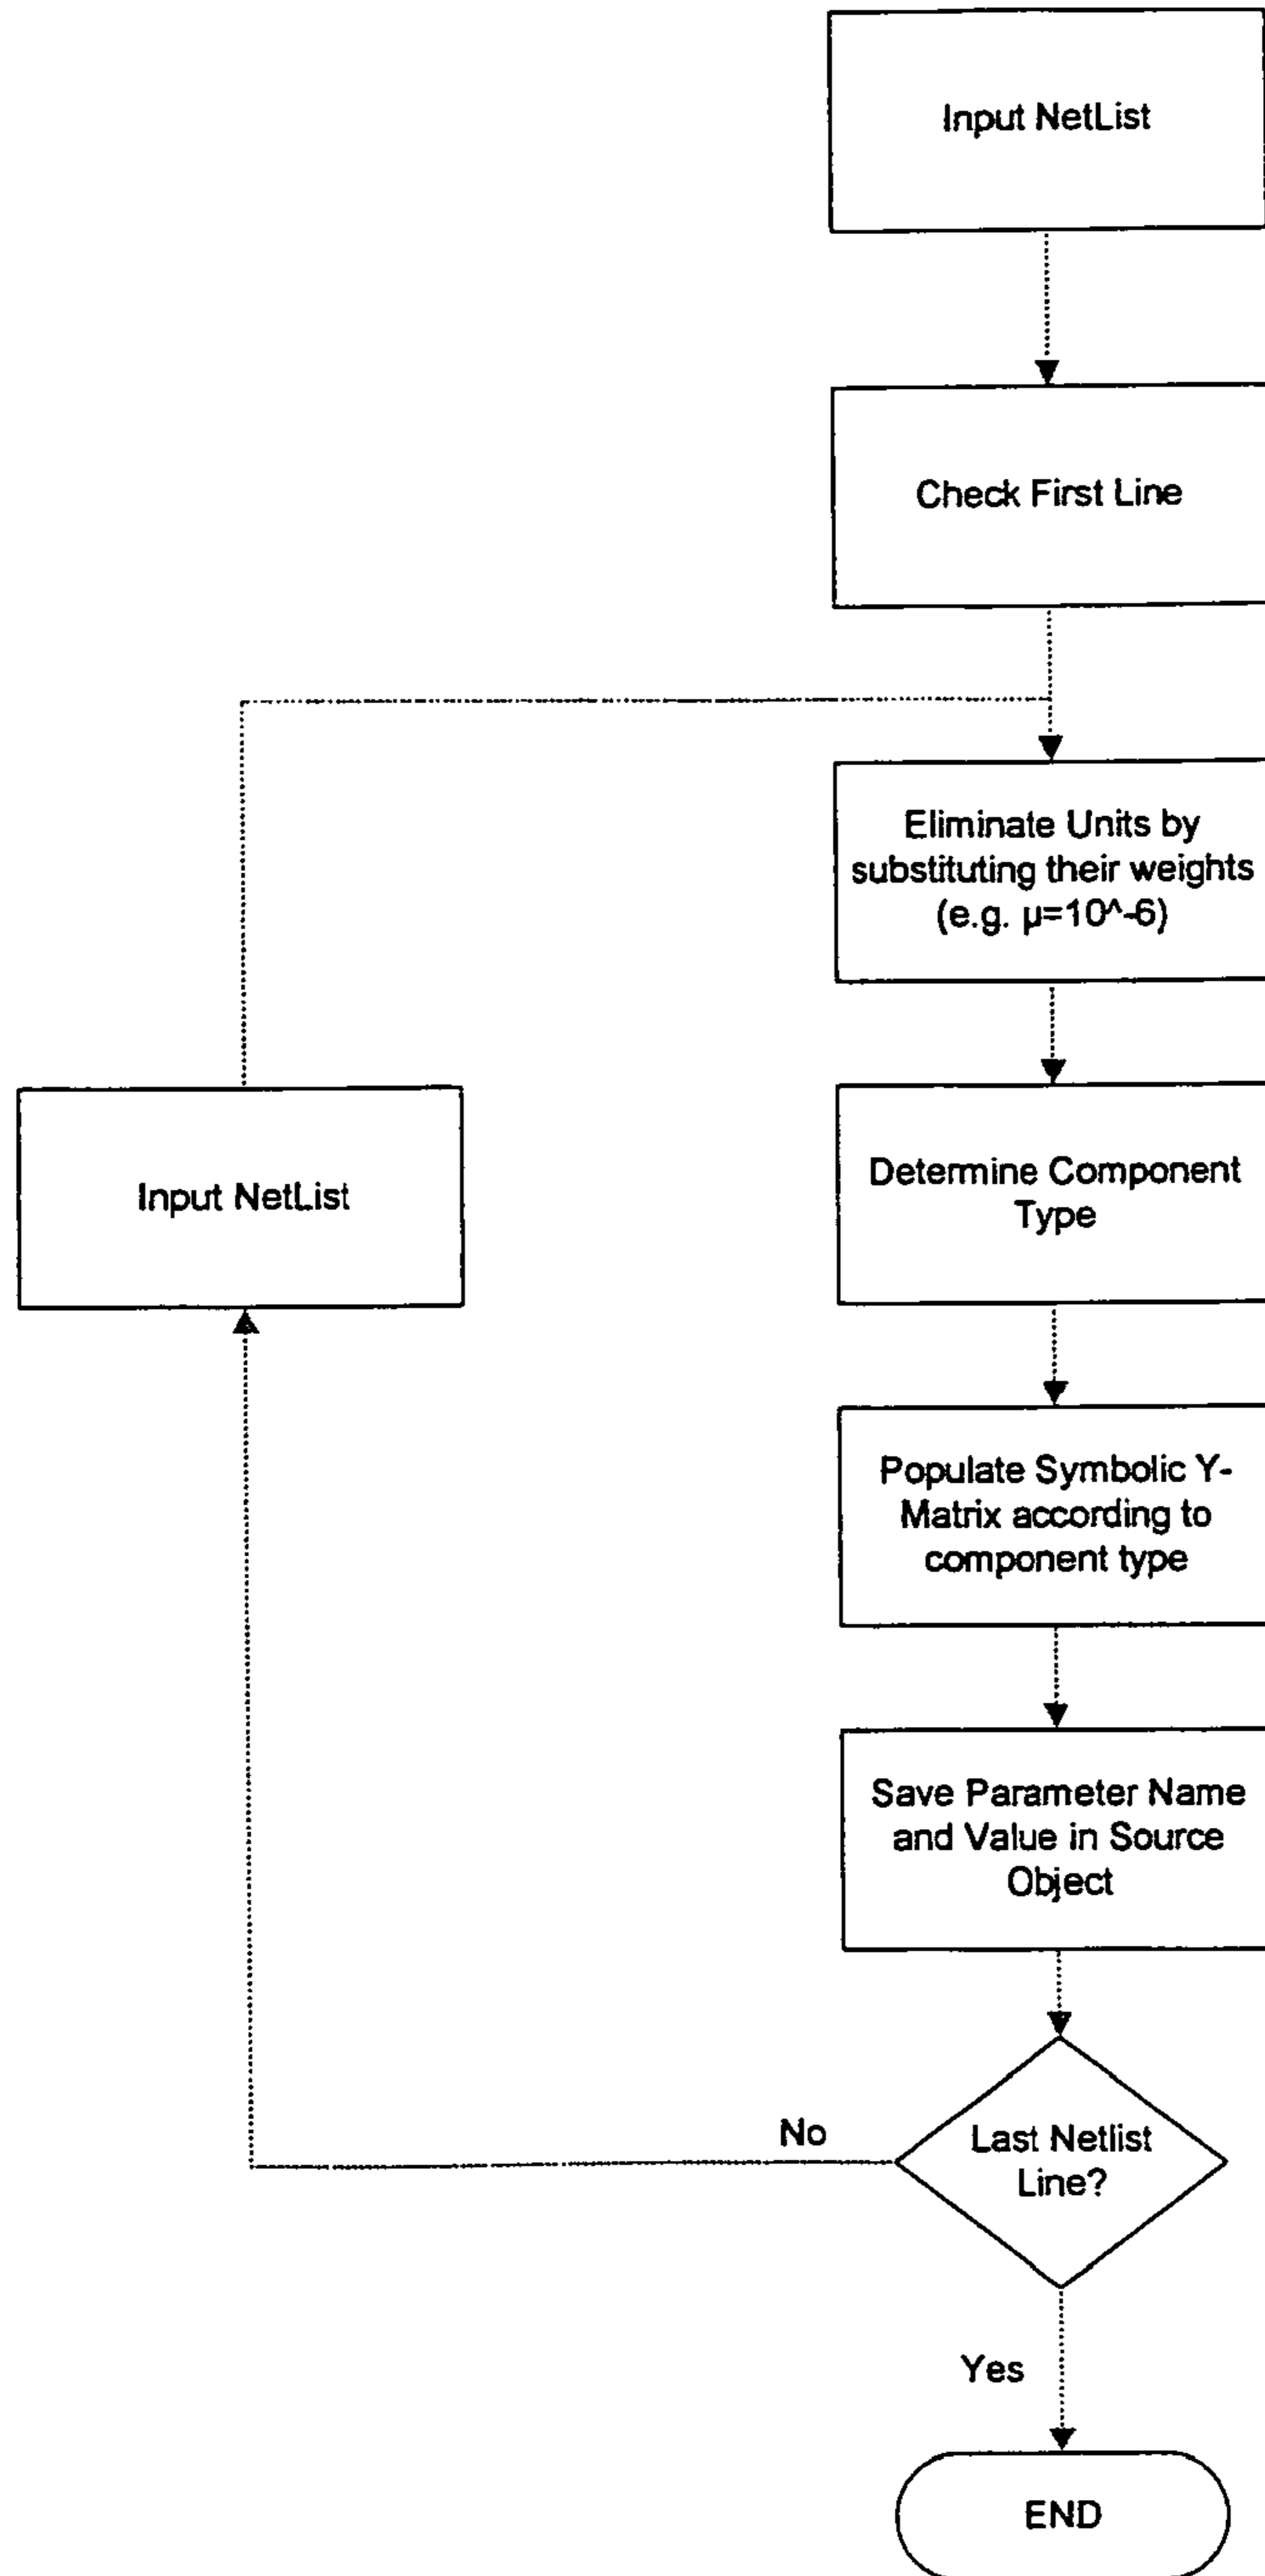 Input NetList
Check First Line
Eliminate Units by
substituting their weights
(e.g. µ=10^-6)
Determine Component
Type
Input NetList
Populate Symbolic Y-
Matrix according to
component type
Save Parameter Name
and Value in Source
Object
Last Netlist
Line?
No
Yes
END